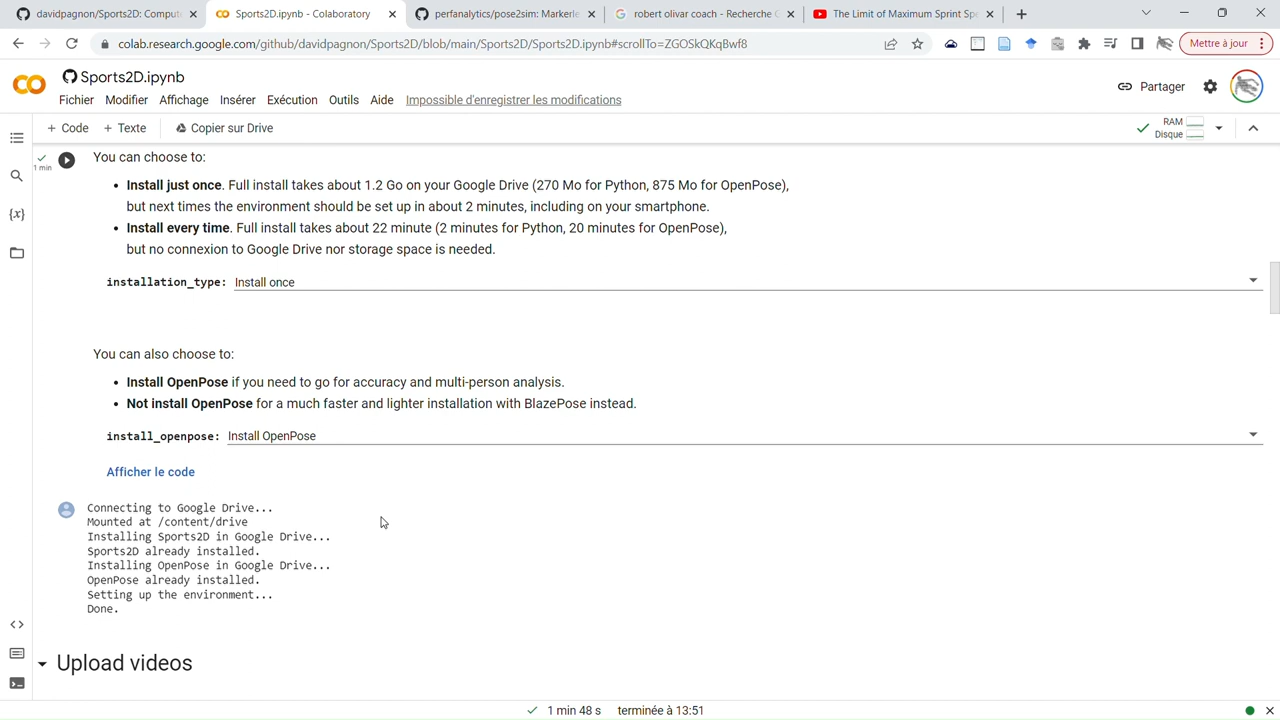 davidpagnon/Sports2D: Comput
Sports2D.ipynb - Colaboratory
perfanalytics/pose2sim: Markerle
robert olivar coach - Recherche G
The Limit of Maximum Sprint Spe
colab.research.google.com/github/davidpagnon/Sports2D/blob/main/Sports2D/Sports2D.ipynb#scrollTo=ZGOSkQKqBwf8
Mettre à jour
Sports2D.ipynb
Partager
Fichier Modifier Affichage Insérer Exécution Outils Aide Impossible d'enregistrer les modifications
+ Code + Texte Copier sur Drive
RAM
Disque
1 min
You can choose to:
• Install just once. Full install takes about 1.2 Go on your Google Drive (270 Mo for Python, 875 Mo for OpenPose),
but next times the environment should be set up in about 2 minutes, including on your smartphone.
• Install every time. Full install takes about 22 minute (2 minutes for Python, 20 minutes for OpenPose),
but no connexion to Google Drive nor storage space is needed.
installation_type: Install once
You can also choose to:
• Install OpenPose if you need to go for accuracy and multi-person analysis.
• Not install OpenPose for a much faster and lighter installation with BlazePose instead.
install_openpose: Install OpenPose
Afficher le code
Connecting to Google Drive...
Mounted at /content/drive
Installing Sports2D in Google Drive...
Sports2D already installed.
Installing OpenPose in Google Drive...
OpenPose already installed.
Setting up the environment...
Done.
Upload videos
1 min 48 s terminée à 13:51